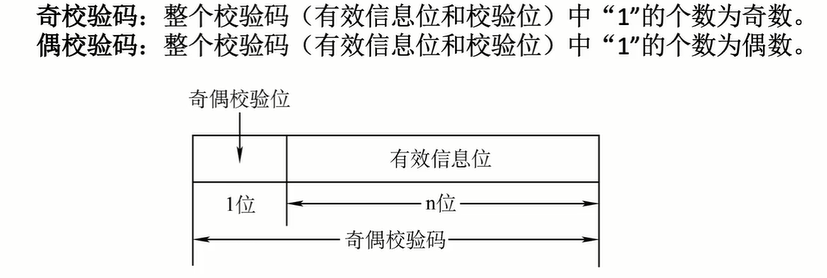 奇校验码：整个校验码（有效信息位和校验位）中“1”的个数为奇数。
偶校验码：整个校验码（有效信息位和校验位）中“1”的个数为偶数。
奇偶校验位
有效信息位
1位
n位
奇偶校验码